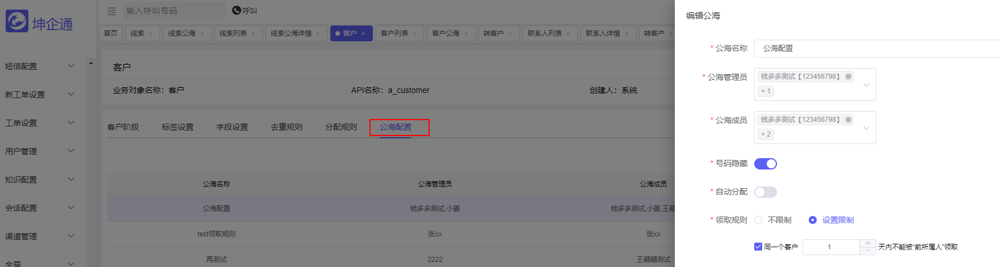 坤企通
输入呼叫号码
呼叫
首页
线索 ×
线索公海 ×
线索列表 ×
线索公海详情 ×
客户 ×
客户列表 ×
客户公海 ×
转客户 ×
联系人列表 ×
联系人详情 ×
转客户 ×
短信配置
新工单设置
工单设置
用户管理
知识配置
会话配置
渠道管理
全局
客户
业务对象名称：客户
API名称：a_customer
创建人：系统
客户阶段
标签设置
字段设置
去重规则
分配规则
公海配置
公海名称 公海管理员 公海成员
公海配置 钱多多测试,小姜 钱多多测试,小姜,王翩
test领取规则 张xx 张xx
再测试 2222 王翩翩测试
编辑公海
* 公海名称 公海配置
* 公海管理员 钱多多测试【123456798】
+ 1
* 公海成员 钱多多测试【123456798】
+ 2
* 号码隐藏
* 自动分配
* 领取规则 不限制 设置限制
同一个客户 1 天内不能被“前所属人”领取